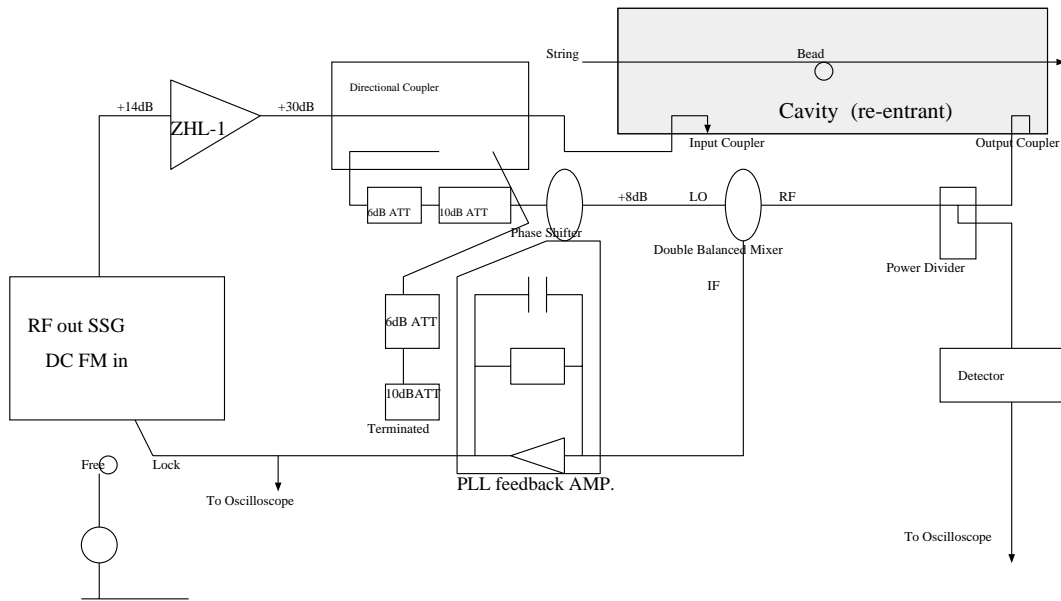 String
Bead
Directional Coupler
+14dB
+30dB
ZHL-1
Cavity (re-entrant)
Input Coupler
Output Coupler
6dB ATT
10dB ATT
+8dB
LO
RF
Phase Shifter
Double Balanced Mixer
Power Divider
IF
RF out SSG
DC FM in
6dB ATT
10dBATT
Terminated
Detector
Free
Lock
To Oscilloscope
PLL feedback AMP.
To Oscilloscope